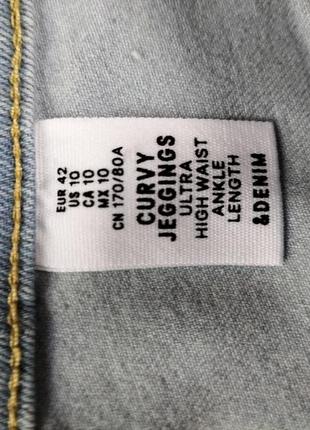 EUR 42
US 10
CA 10
MX 10
CN 170/80A
CURVY
JEGGINGS
ULTRA
HIGH WAIST
ANKLE
LENGTH
&DENIM